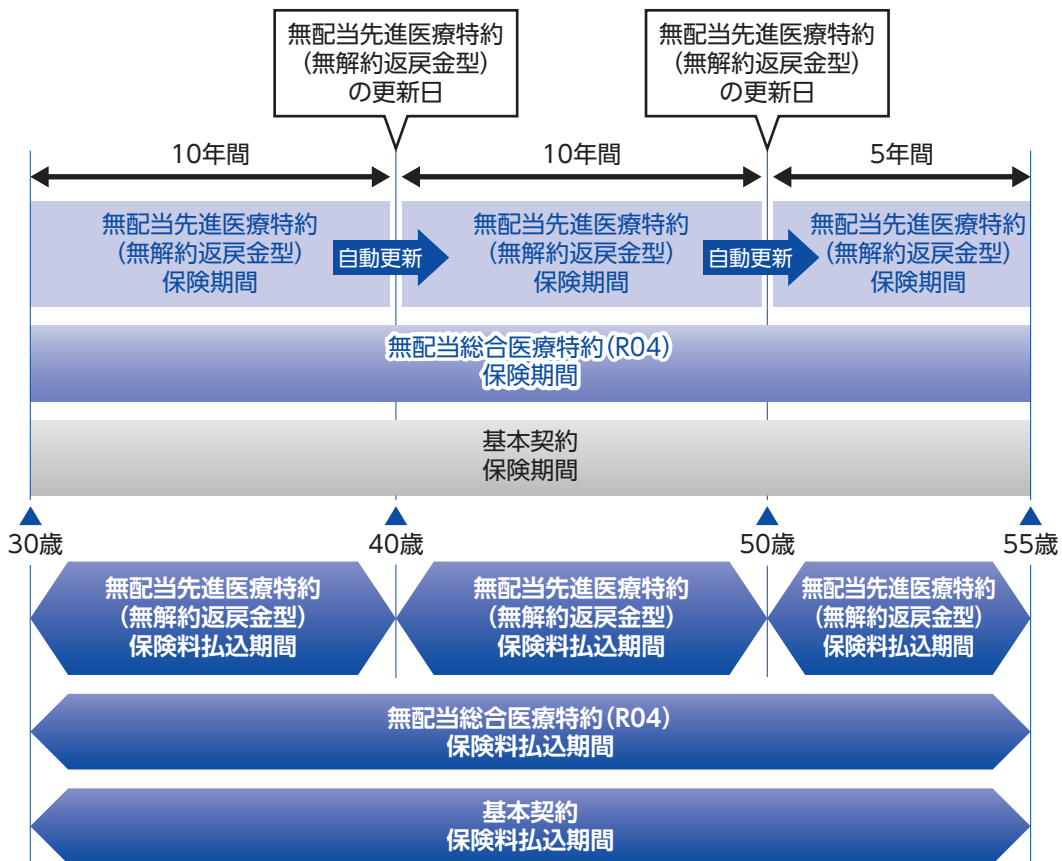 無配当先進医療特約
(無解約返戻金型)
の更新日
無配当先進医療特約
(無解約返戻金型)
の更新日
10年間
10年間
5年間
無配当先進医療特約
(無解約返戻金型)
保険期間
自動更新
無配当先進医療特約
(無解約返戻金型)
保険期間
自動更新
無配当先進医療特約
(無解約返戻金型)
保険期間
無配当総合医療特約(R04)
保険期間
基本契約
保険期間
30歳
40歳
50歳
55歳
無配当先進医療特約
(無解約返戻金型)
保険料払込期間
無配当先進医療特約
(無解約返戻金型)
保険料払込期間
無配当先進医療特約
(無解約返戻金型)
保険料払込期間
無配当総合医療特約(R04)
保険料払込期間
基本契約
保険料払込期間